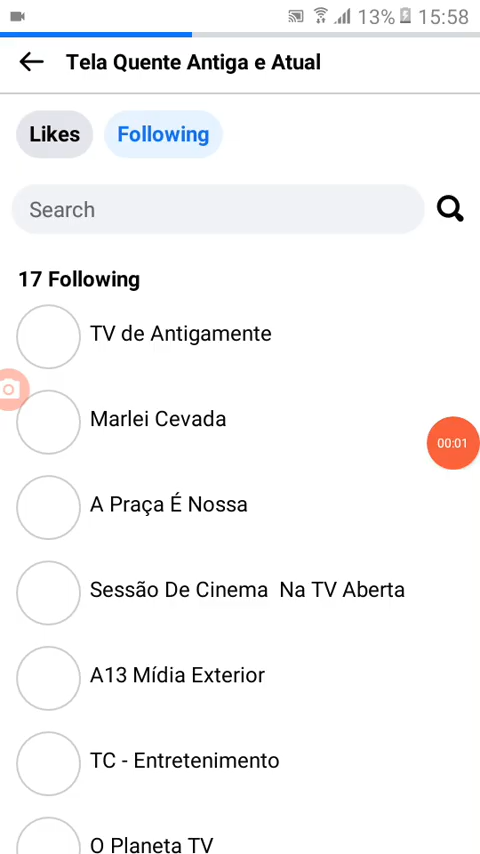 13% 15:58
Tela Quente Antiga e Atual
Likes Following
Search
17 Following
TV de Antigamente
Marlei Cevada
00:01
A Praça É Nossa
Sessão De Cinema Na TV Aberta
A13 Mídia Exterior
TC - Entretenimento
O Planeta TV